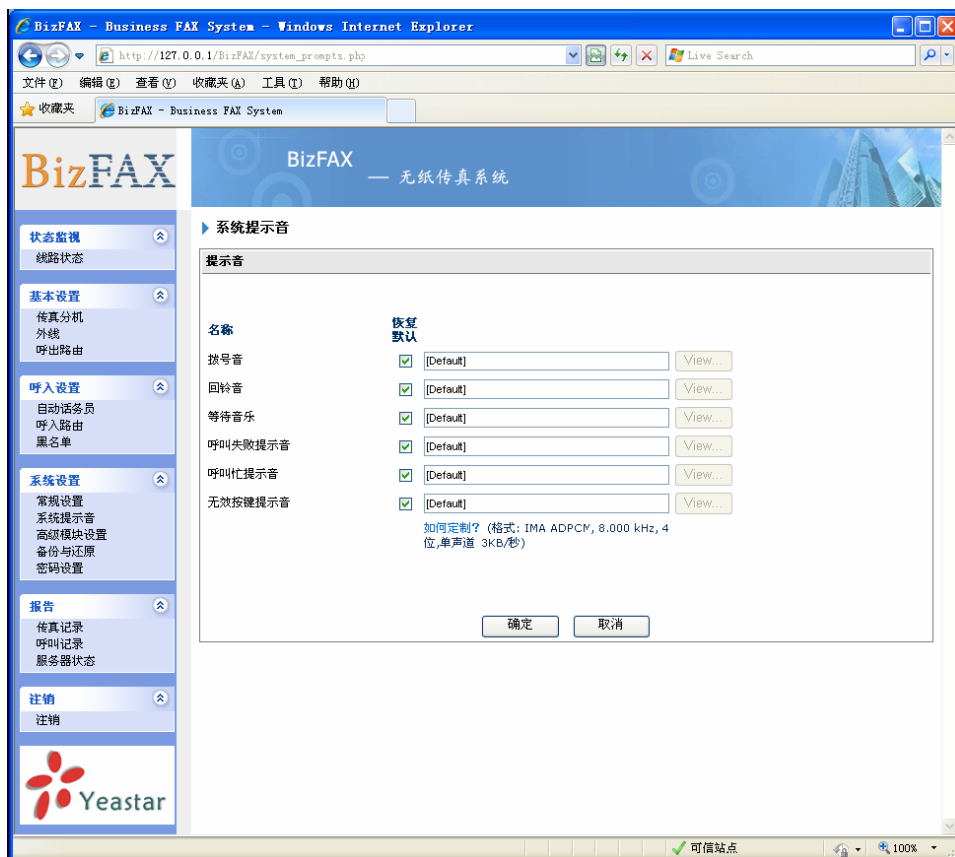 BizFAX - Business FAX System - Windows Internet Explorer
http://127.0.0.1/BizFAX/system_prompts.php
Live Search
文件(F) 编辑(E) 查看(V) 收藏夹(A) 工具(T) 帮助(H)
收藏夹 BizFAX - Business FAX System
BizFAX
BizFAX
— 无纸传真系统
状态监视
线路状态
基本设置
传真分机
外线
呼出路由
呼入设置
自动话务员
呼入路由
黑名单
系统设置
常规设置
系统提示音
高级模块设置
备份与还原
密码设置
报告
传真记录
呼叫记录
服务器状态
注销
注销
Yeastar
系统提示音
提示音
名称 恢复
默认
拨号音 [Default] View...
回铃音 [Default] View...
等待音乐 [Default] View...
呼叫失败提示音 [Default] View...
呼叫忙提示音 [Default] View...
无效按键提示音 [Default] View...
如何定制? (格式: IMA ADPCM, 8.000 kHz, 4
位,单声道 3KB/秒)
确定 取消
可信站点 100%